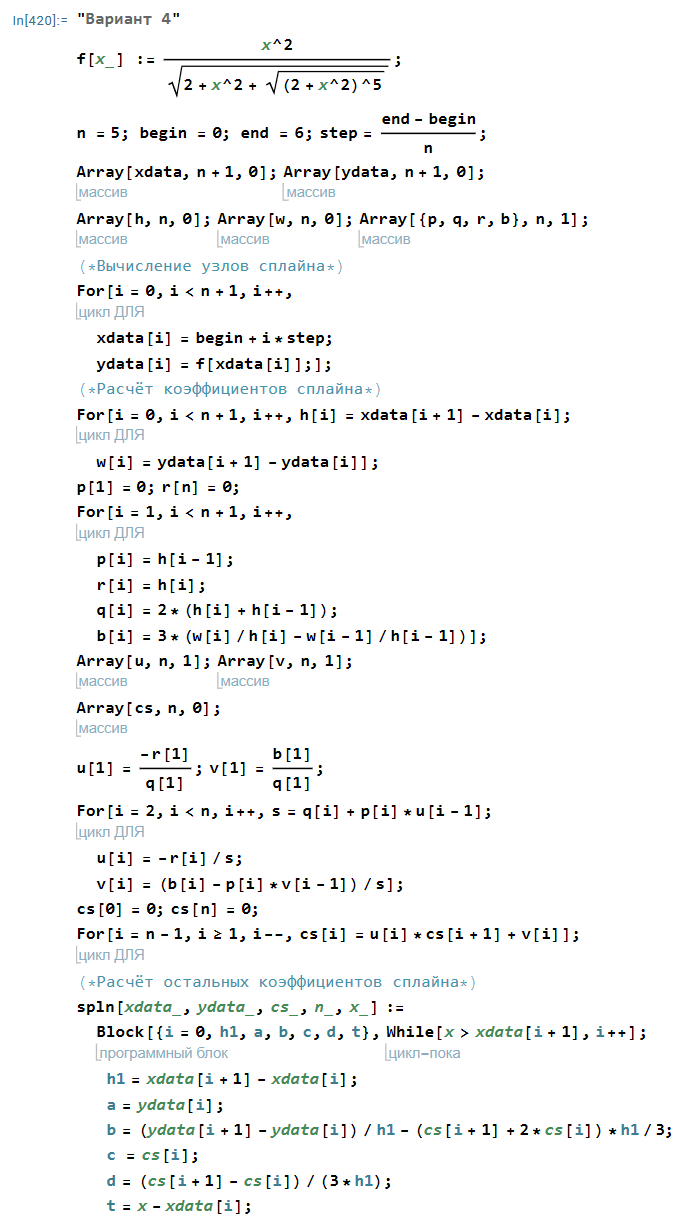 In[420]:= "Вариант 4"
f[x_] := x^2 / √(2 + x^2 + √((2 + x^2)^5));
n = 5; begin = 0; end = 6; step = (end - begin) / n;
Array[xdata, n + 1, 0]; Array[ydata, n + 1, 0];
массив массив
Array[h, n, 0]; Array[w, n, 0]; Array[{p, q, r, b}, n, 1];
массив массив массив
(*Вычисление узлов сплайна*)
For[i = 0, i < n + 1, i++,
цикл ДЛЯ
xdata[i] = begin + i * step;
ydata[i] = f[xdata[i]];];
(*Расчёт коэффициентов сплайна*)
For[i = 0, i < n + 1, i++, h[i] = xdata[i + 1] - xdata[i];
цикл ДЛЯ
w[i] = ydata[i + 1] - ydata[i]];
p[1] = 0; r[n] = 0;
For[i = 1, i < n + 1, i++,
цикл ДЛЯ
p[i] = h[i - 1];
r[i] = h[i];
q[i] = 2 * (h[i] + h[i - 1]);
b[i] = 3 * (w[i] / h[i] - w[i - 1] / h[i - 1])];
Array[u, n, 1]; Array[v, n, 1];
массив массив
Array[cs, n, 0];
массив
u[1] = -r[1] / q[1]; v[1] = b[1] / q[1];
For[i = 2, i < n, i++, s = q[i] + p[i] * u[i - 1];
цикл ДЛЯ
u[i] = -r[i] / s;
v[i] = (b[i] - p[i] * v[i - 1]) / s];
cs[0] = 0; cs[n] = 0;
For[i = n - 1, i ≥ 1, i--, cs[i] = u[i] * cs[i + 1] + v[i]];
цикл ДЛЯ
(*Расчёт остальных коэффициентов сплайна*)
spln[xdata_, ydata_, cs_, n_, x_] :=
Block[{i = 0, h1, a, b, c, d, t}, While[x > xdata[i + 1], i++];
программный блок цикл-пока
h1 = xdata[i + 1] - xdata[i];
a = ydata[i];
b = (ydata[i + 1] - ydata[i]) / h1 - (cs[i + 1] + 2 * cs[i]) * h1 / 3;
c = cs[i];
d = (cs[i + 1] - cs[i]) / (3 * h1);
t = x - xdata[i];